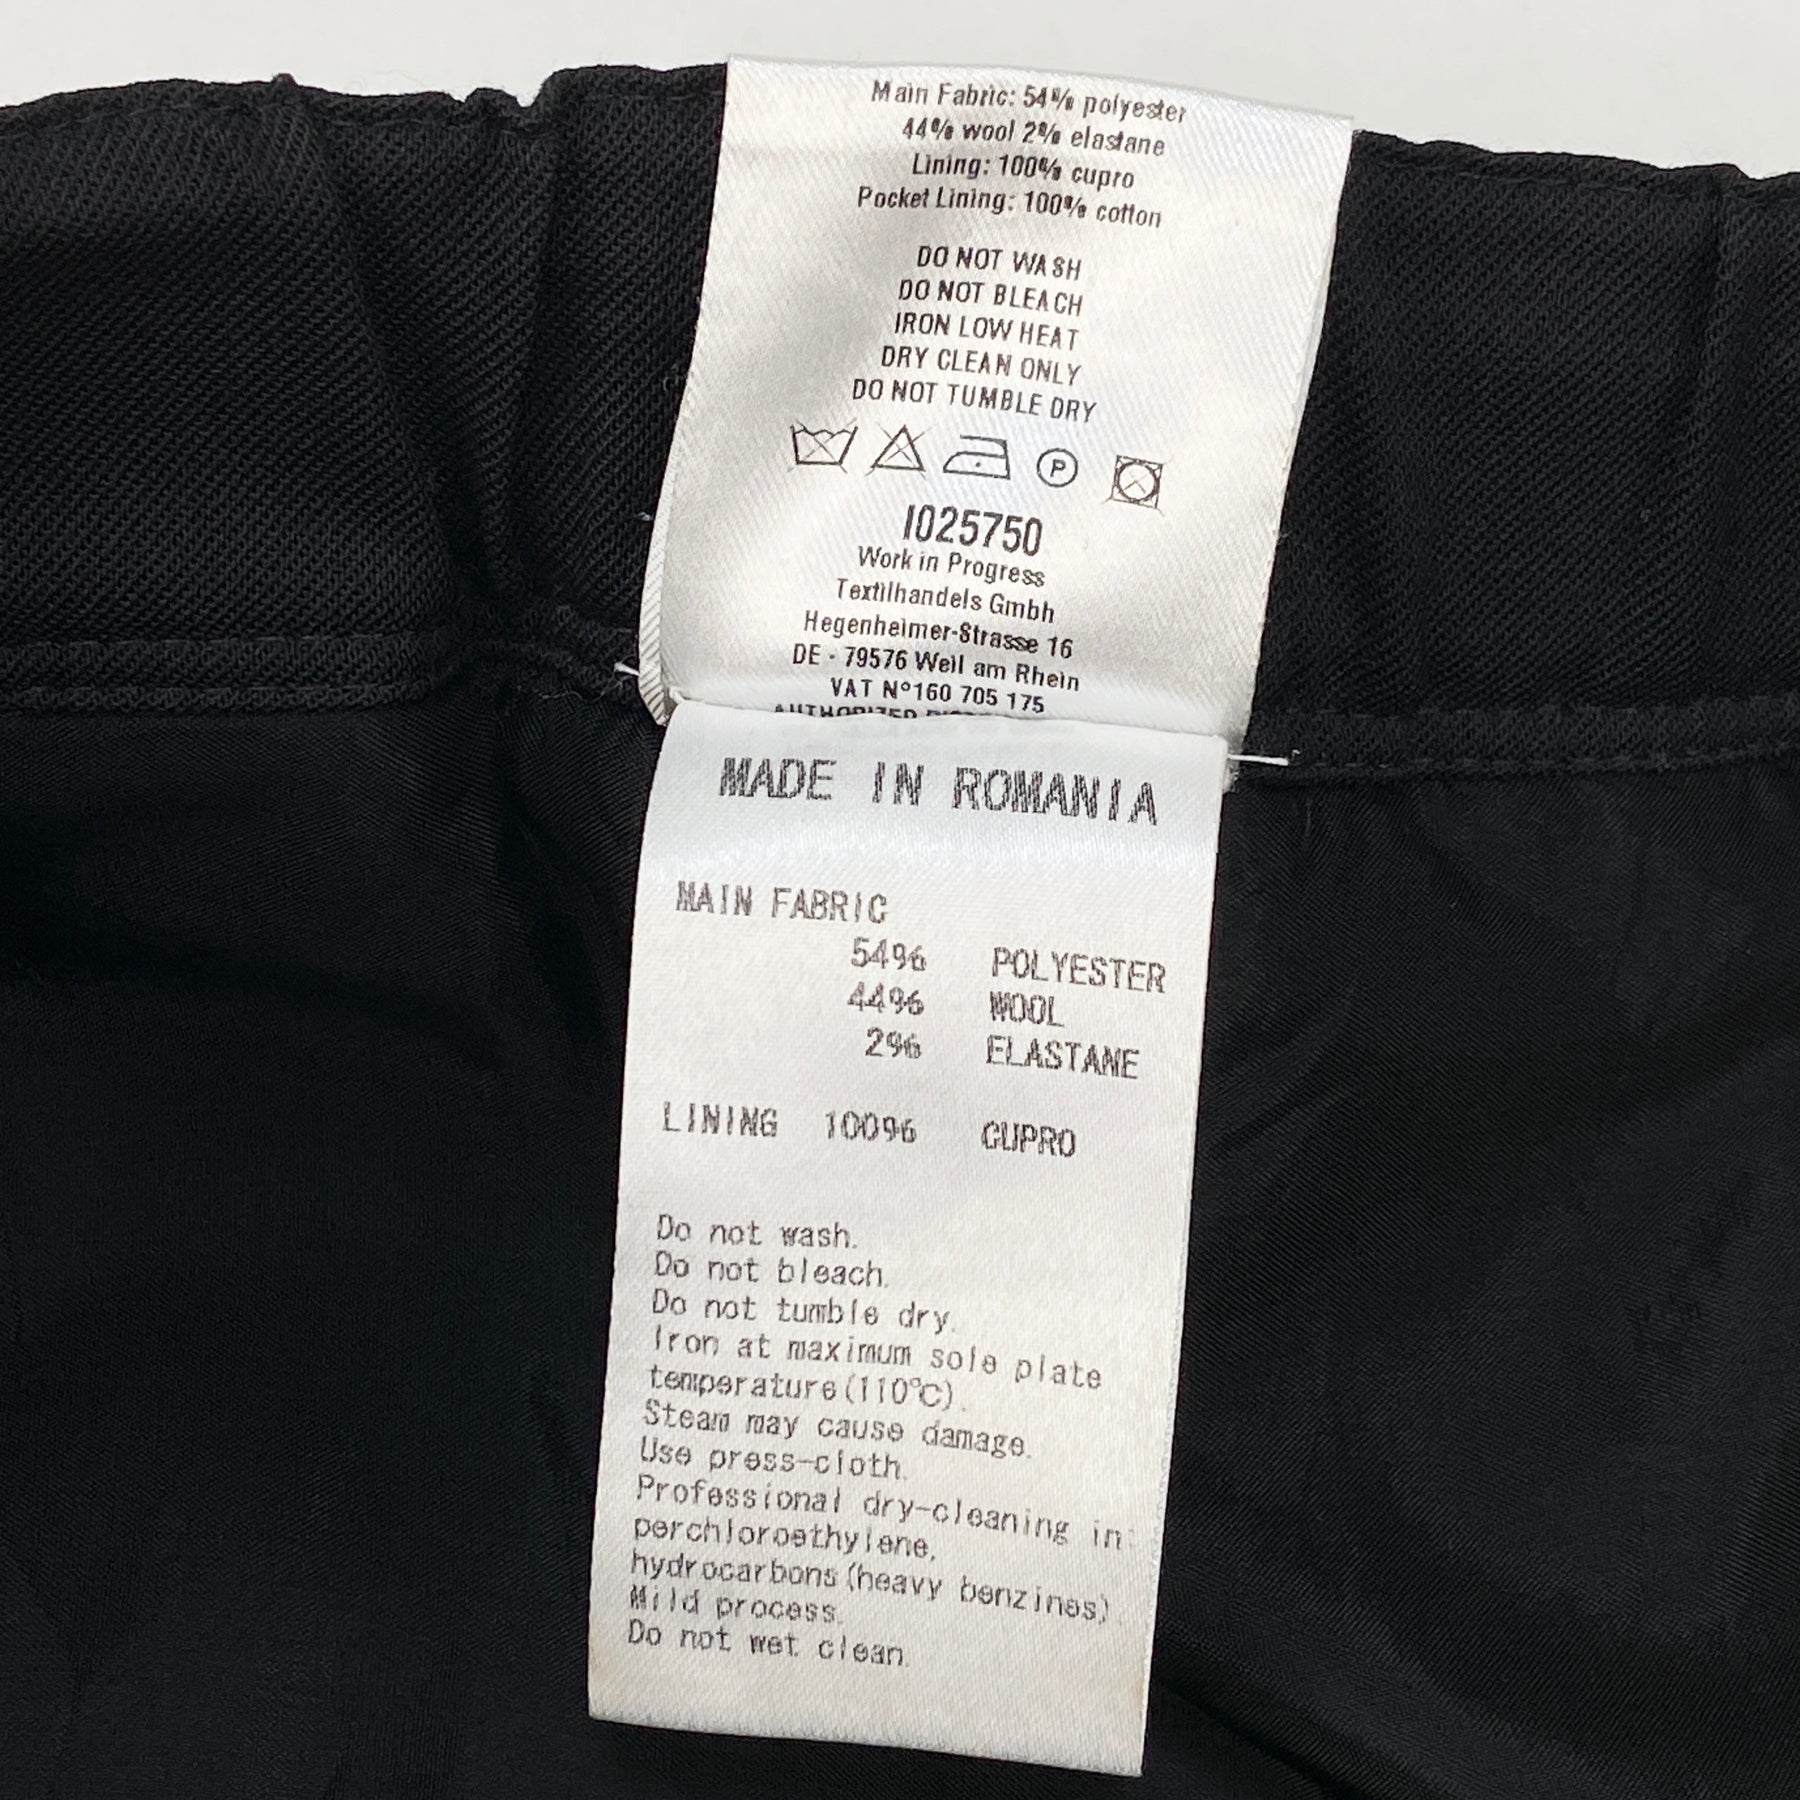 Main Fabric: 54% polyester
44% wool 2% elastane
Lining: 100% cupro
Pocket Lining: 100% cotton
DO NOT WASH
DO NOT BLEACH
IRON LOW HEAT
DRY CLEAN ONLY
DO NOT TUMBLE DRY
P
I025750
Work in Progress
Textilhandels Gmbh
Hegenheimer-Strasse 16
DE - 79576 Weil am Rhein
VAT N°160 705 175
AUTHORIZED
MADE IN ROMANIA
MAIN FABRIC
54% POLYESTER
44% WOOL
2% ELASTANE
LINING 100% CUPRO
Do not wash.
Do not bleach.
Do not tumble dry.
Iron at maximum sole plate
temperature(110℃).
Steam may cause damage.
Use press-cloth.
Professional dry-cleaning in:
perchloroethylene,
hydrocarbons(heavy benzines).
Mild process.
Do not wet clean.